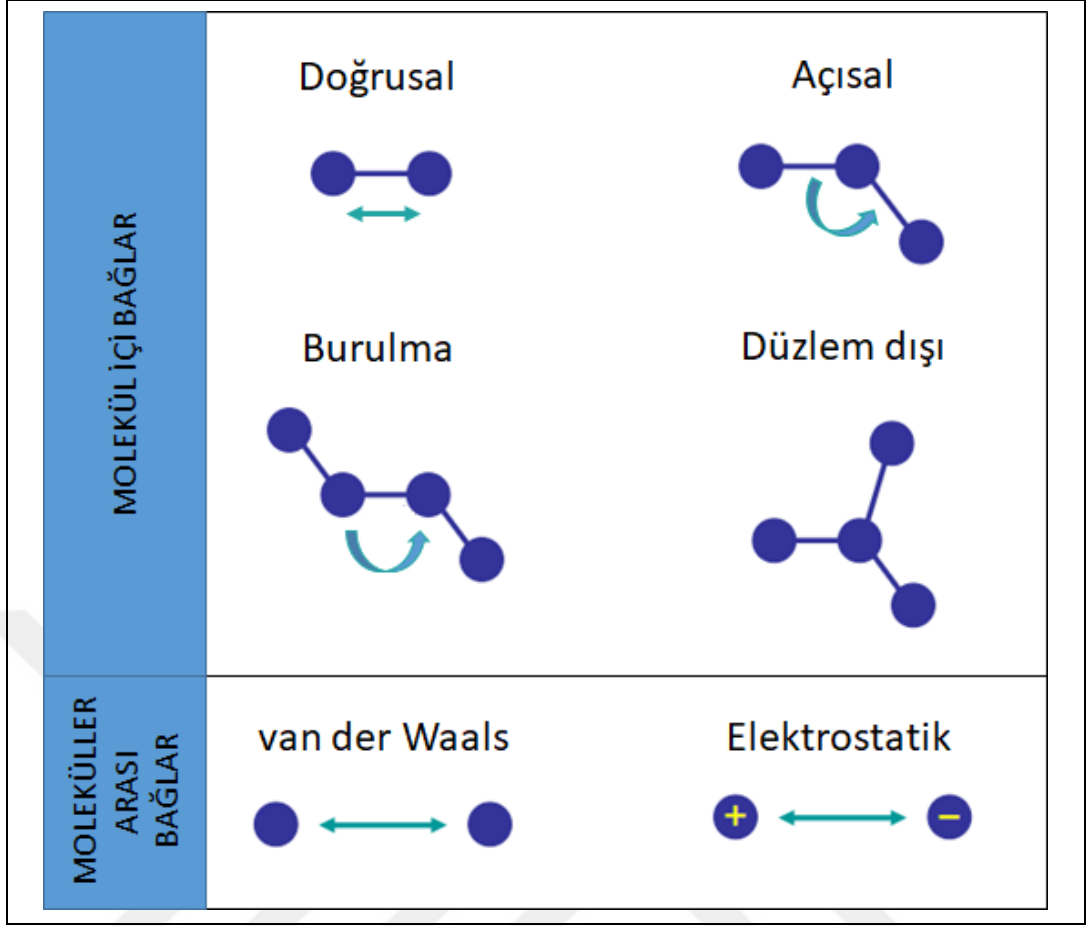 MOLEKÜL İÇİ BAĞLAR
Doğrusal
Açısal
Burulma
Düzlem dışı
MOLEKÜLLER
ARASI
BAĞLAR
van der Waals
Elektrostatik
+
−